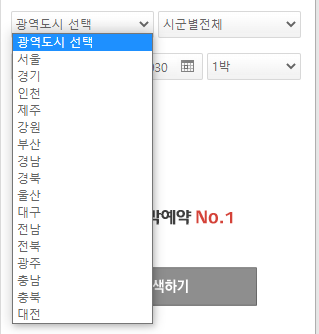 광역도시 선택 시군별전체
광역도시 선택
서울
경기
인천
제주
강원
부산
경남
경북
울산
대구
전남
전북
광주
충남
충북
대전
30 1박
박예약 No.1
색하기